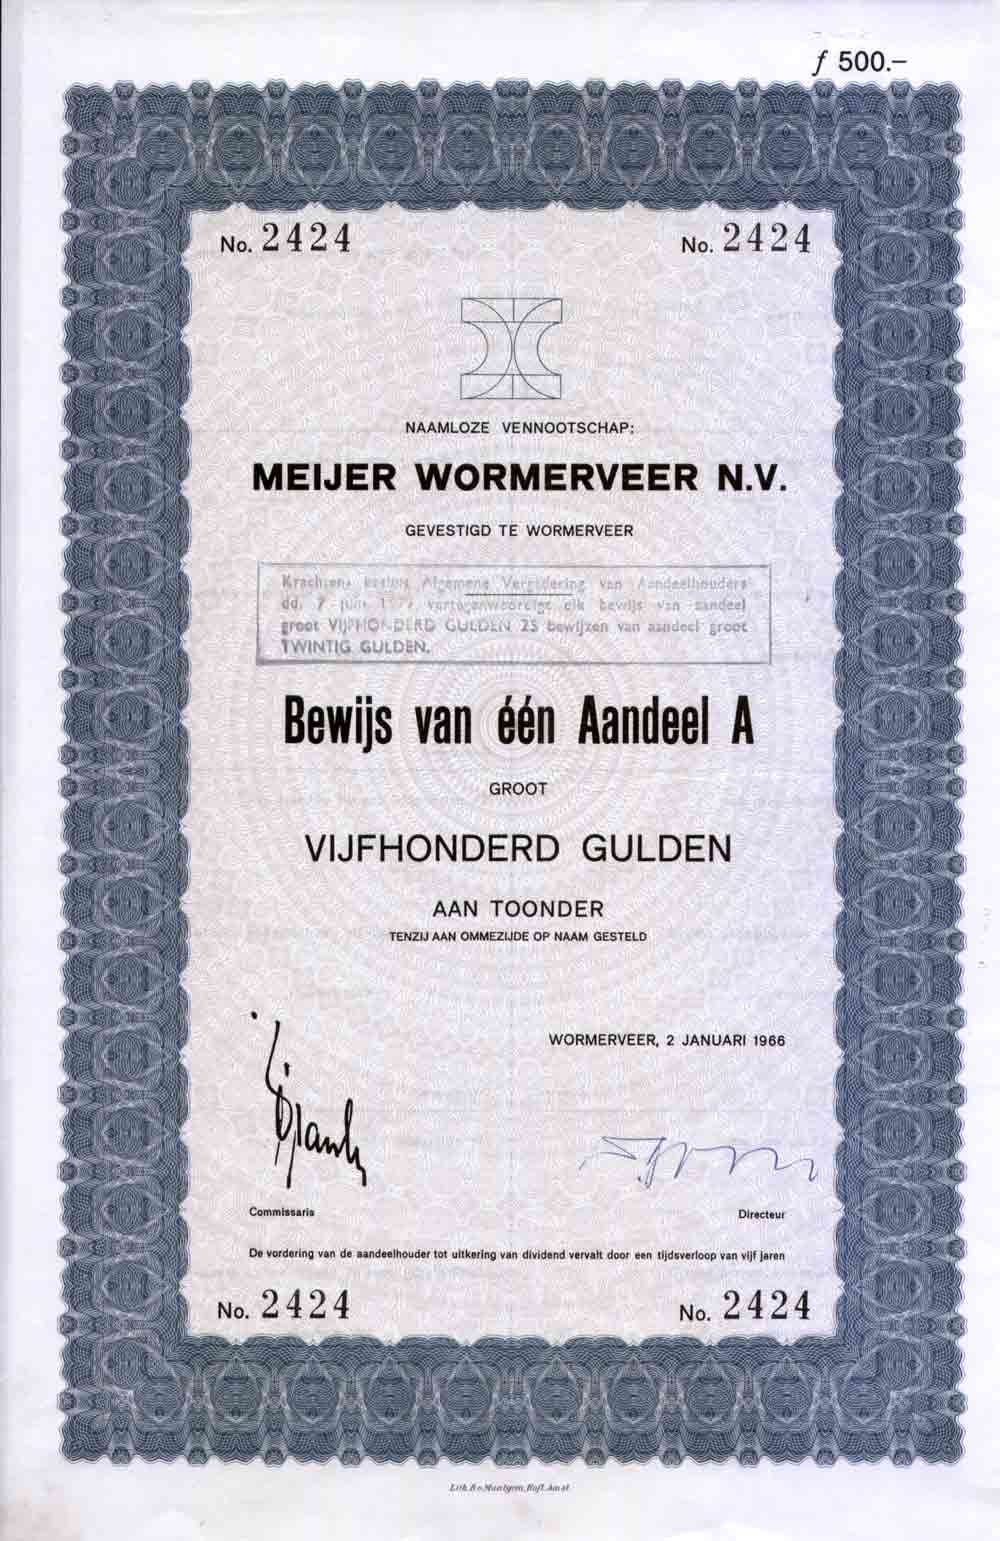 ƒ 500.–
No. 2424
No. 2424
NAAMLOZE VENNOOTSCHAP:
MEIJER WORMERVEER N.V.
GEVESTIGD TE WORMERVEER
Krachtens besluit Algemene Vergadering van Aandeelhouders
dd. 7 juni vertegenwoordigt elk bewijs van aandeel
groot VIJFHONDERD GULDEN 25 bewijzen van aandeel groot
TWINTIG GULDEN.
Bewijs van één Aandeel A
GROOT
VIJFHONDERD GULDEN
AAN TOONDER
TENZIJ AAN OMMEZIJDE OP NAAM GESTELD
WORMERVEER, 2 JANUARI 1966
Commissaris
Directeur
De vordering van de aandeelhouder tot uitkering van dividend vervalt door een tijdsverloop van vijf jaren
No. 2424
No. 2424
Lith.